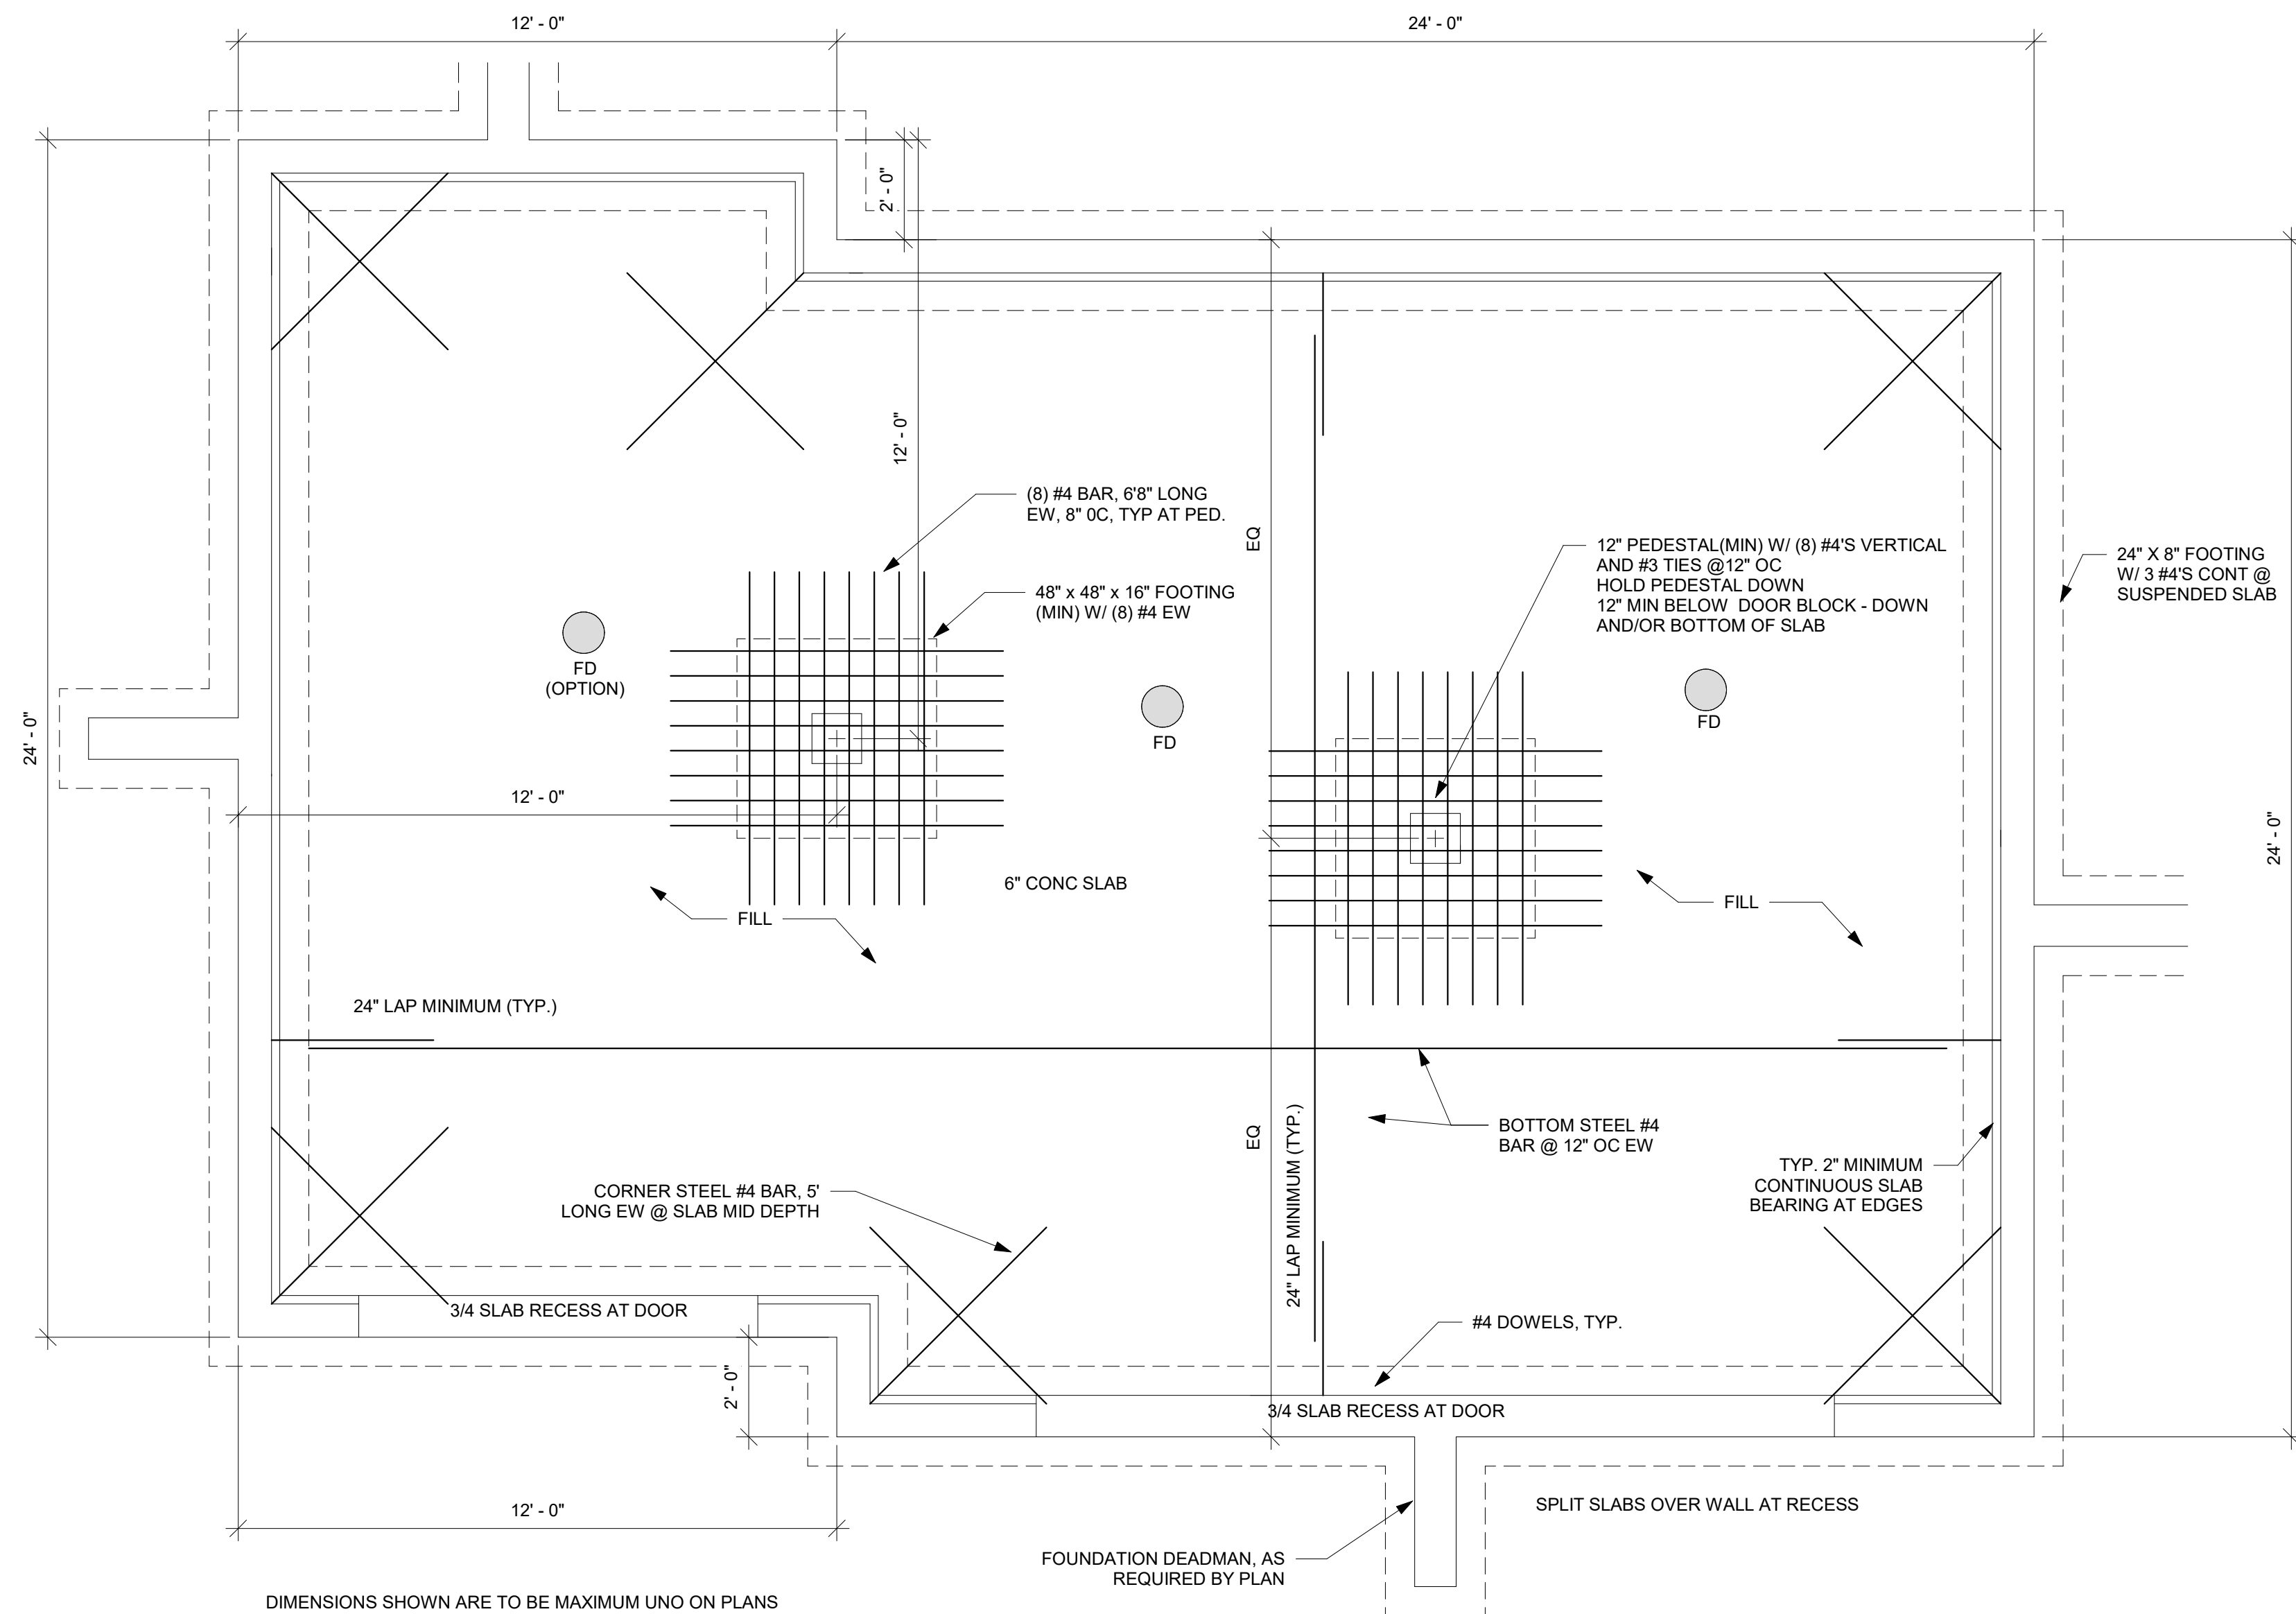 12' - 0"
24' - 0"
2' - 0"
12' - 0"
(8) #4 BAR, 6'8" LONG
EW, 8" 0C, TYP AT PED.
EQ
12" PEDESTAL(MIN) W/ (8) #4'S VERTICAL
AND #3 TIES @12" OC
HOLD PEDESTAL DOWN
12" MIN BELOW DOOR BLOCK - DOWN
AND/OR BOTTOM OF SLAB
24" X 8" FOOTING
W/ 3 #4'S CONT @
SUSPENDED SLAB
48" x 48" x 16" FOOTING
(MIN) W/ (8) #4 EW
FD
(OPTION)
FD
FD
24' - 0"
12' - 0"
24' - 0"
6" CONC SLAB
FILL
FILL
24" LAP MINIMUM (TYP.)
EQ
24" LAP MINIMUM (TYP.)
BOTTOM STEEL #4
BAR @ 12" OC EW
TYP. 2" MINIMUM
CONTINUOUS SLAB
BEARING AT EDGES
CORNER STEEL #4 BAR, 5'
LONG EW @ SLAB MID DEPTH
3/4 SLAB RECESS AT DOOR
#4 DOWELS, TYP.
2' - 0"
3/4 SLAB RECESS AT DOOR
12' - 0"
SPLIT SLABS OVER WALL AT RECESS
FOUNDATION DEADMAN, AS
REQUIRED BY PLAN
DIMENSIONS SHOWN ARE TO BE MAXIMUM UNO ON PLANS